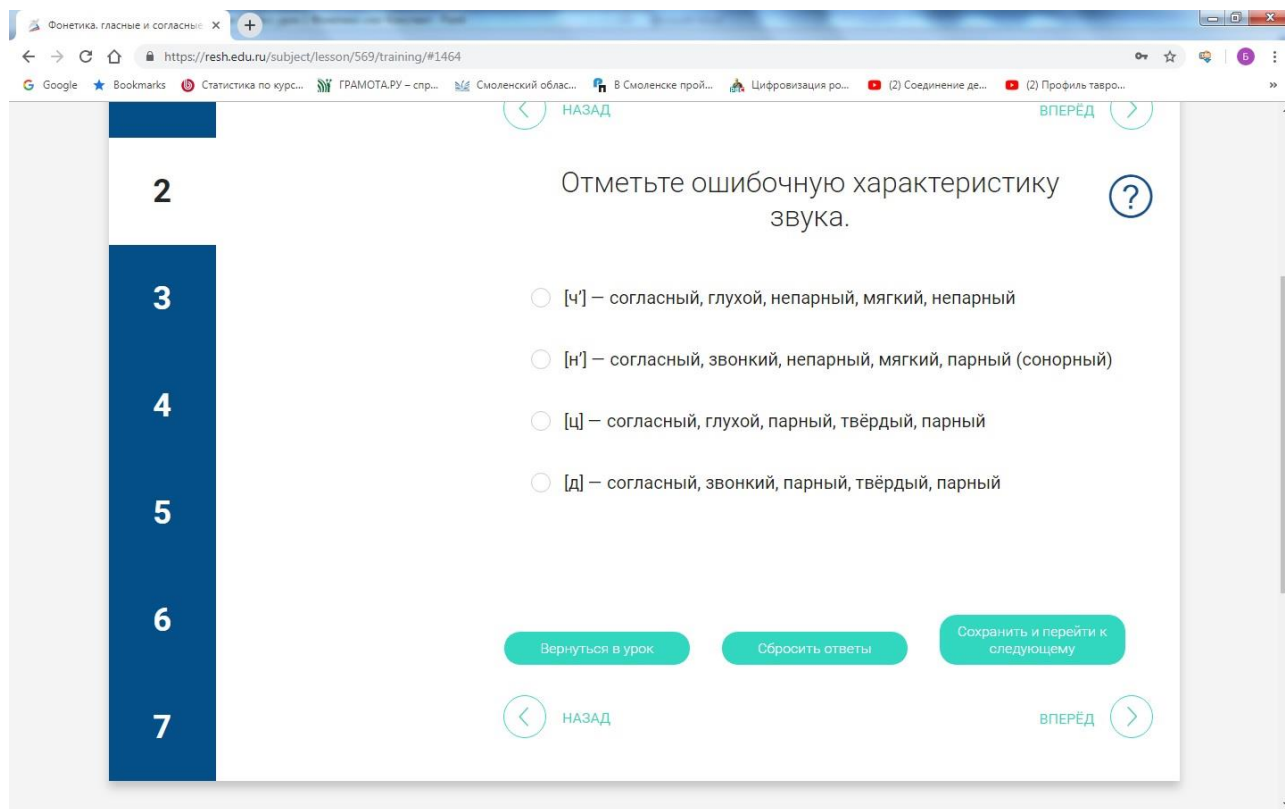 Фонетика. гласные и согласные
https://resh.edu.ru/subject/lesson/569/training/#1464
Б
Google Bookmarks Статистика по курс... ГРАМОТА.РУ – спр... Смоленский облас... В Смоленске прой... Цифровизация ро... (2) Соединение де... (2) Профиль тавро... »
НАЗАД ВПЕРЁД
2
Отметьте ошибочную характеристику
звука.
?
3
[ч’] — согласный, глухой, непарный, мягкий, непарный
[н’] — согласный, звонкий, непарный, мягкий, парный (сонорный)
4
[ц] — согласный, глухой, парный, твёрдый, парный
[д] — согласный, звонкий, парный, твёрдый, парный
5
6
Вернуться в урок
Сбросить ответы
Сохранить и перейти к
следующему
7
НАЗАД ВПЕРЁД